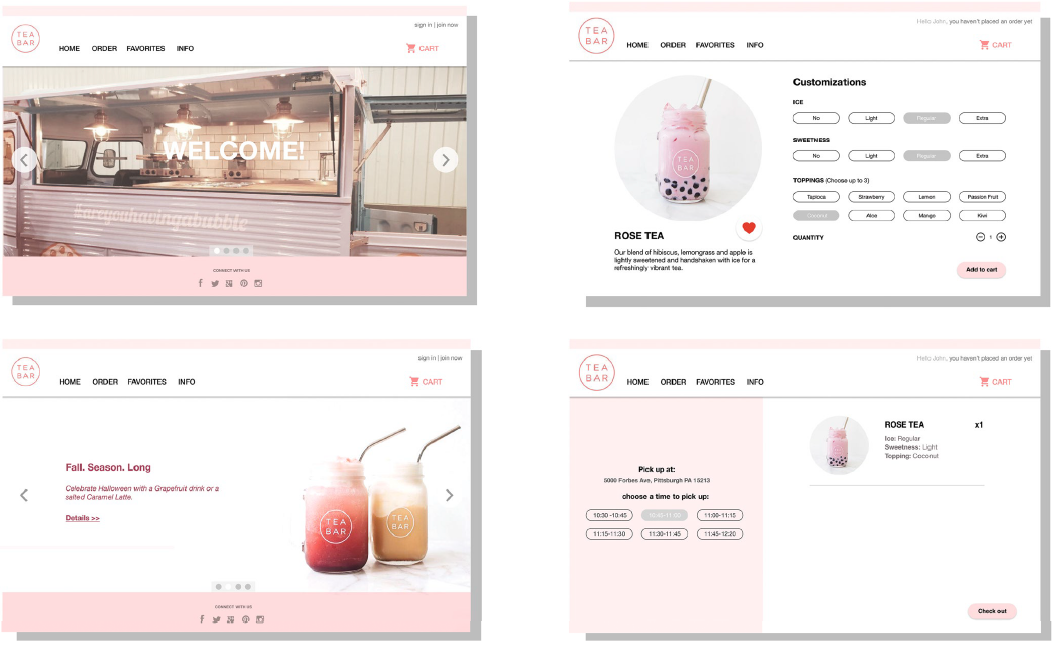 sign in | join now
TEA
BAR
HOME ORDER FAVORITES INFO
CART
WELCOME!
#areyouhavingabubble
CONNECT WITH US
Hello John, you haven't placed an order yet
TEA
BAR
HOME ORDER FAVORITES INFO
CART
TEA
BAR
ROSE TEA
Our blend of hibiscus, lemongrass and apple is
lightly sweetened and handshaken with ice for a
refreshingly vibrant tea.
Customizations
ICE
No Light Regular Extra
SWEETNESS
No Light Regular Extra
TOPPINGS (Choose up to 3)
Tapioca Strawberry Lemon Passion Fruit
Coconut Aloe Mango Kiwi
QUANTITY
1
Add to cart
sign in | join now
TEA
BAR
HOME ORDER FAVORITES INFO
CART
Fall. Season. Long
Celebrate Halloween with a Grapefruit drink or a
salted Caramel Latte.
Details >>
TEA
BAR
TEA
BAR
CONNECT WITH US
Hello John, you haven't placed an order yet
TEA
BAR
HOME ORDER FAVORITES INFO
CART
Pick up at:
5000 Forbes Ave, Pittsburgh PA 15213
choose a time to pick up:
10:30 -10:45 11:00-11:15
11:15-11:30 11:30-11:45 11:45-12:20
ROSE TEA x1
Ice: Regular
Sweetness: Light
Topping: Coconut
Check out